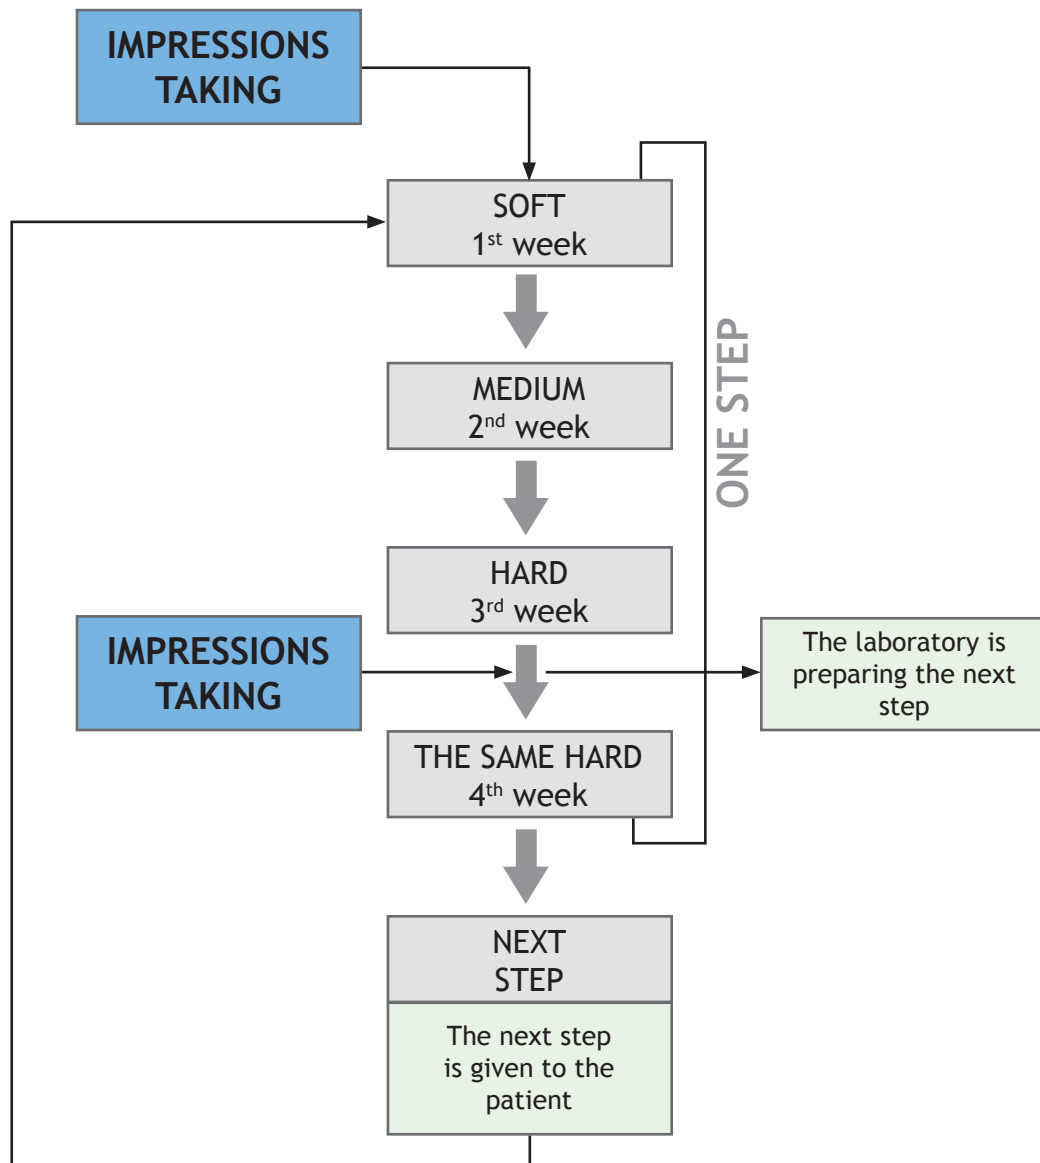 IMPRESSIONS
TAKING
SOFT
1st week
MEDIUM
2nd week
ONE STEP
HARD
3rd week
IMPRESSIONS
TAKING
The laboratory is
preparing the next
step
THE SAME HARD
4th week
NEXT
STEP
The next step
is given to the
patient